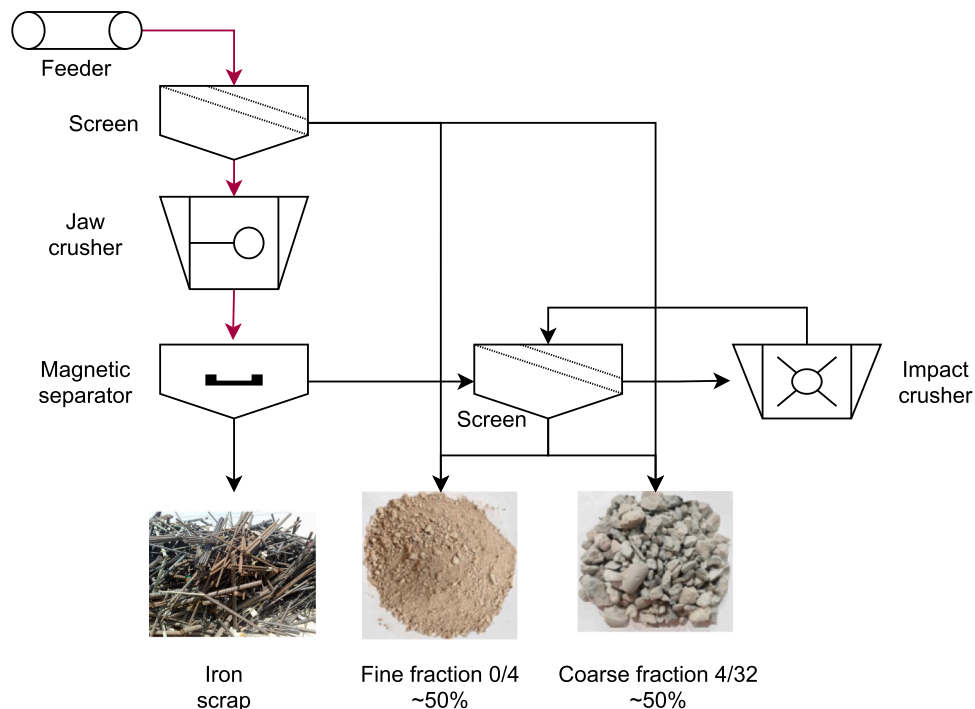 Feeder
Screen
Jaw
crusher
Magnetic
separator
Screen
Impact
crusher
Iron
scrap
Fine fraction 0/4
~50%
Coarse fraction 4/32
~50%